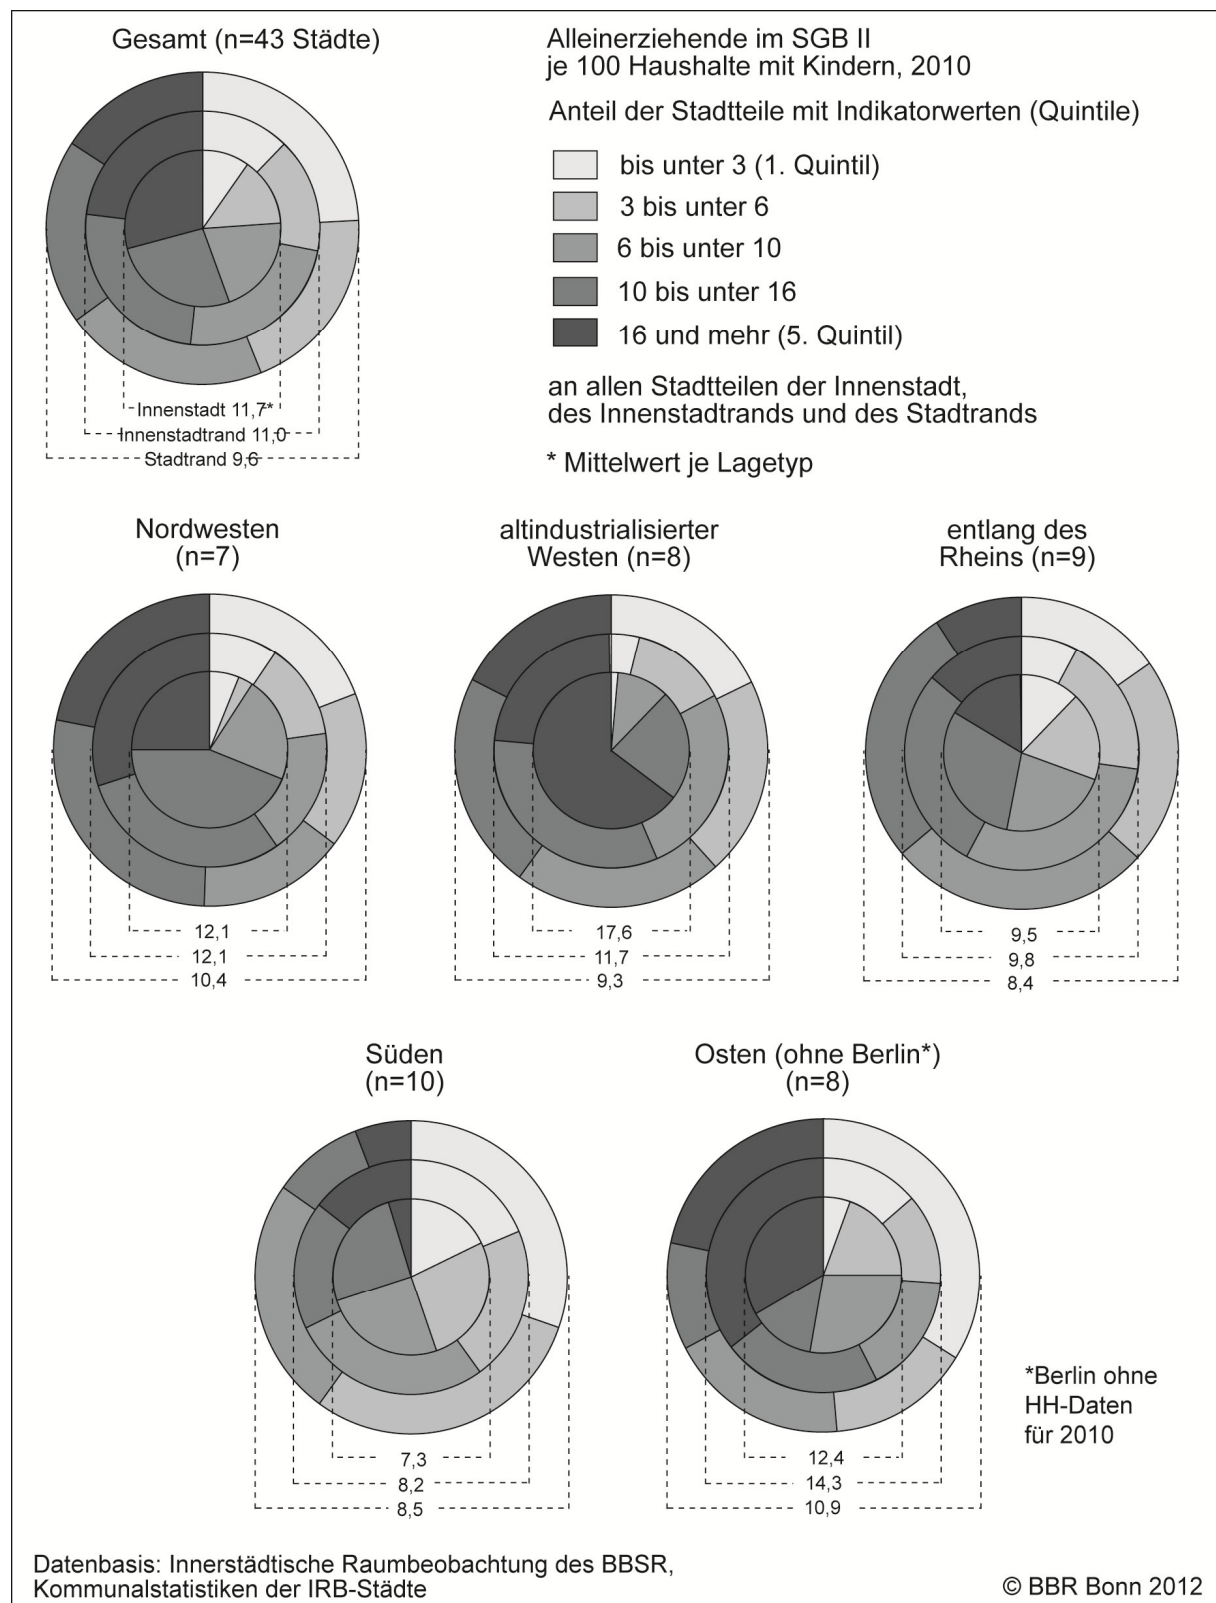 Gesamt (n=43 Städte)
Alleinerziehende im SGB II
je 100 Haushalte mit Kindern, 2010
Anteil der Stadtteile mit Indikatorwerten (Quintile)
bis unter 3 (1. Quintil)
3 bis unter 6
6 bis unter 10
10 bis unter 16
16 und mehr (5. Quintil)
an allen Stadtteilen der Innenstadt,
des Innenstadtrands und des Stadtrands
* Mittelwert je Lagetyp
Innenstadt 11,7*
Innenstadtrand 11,0
Stadtrand 9,6
Nordwesten
(n=7)
12,1
12,1
10,4
altindustrialisierter
Westen (n=8)
17,6
11,7
9,3
entlang des
Rheins (n=9)
9,5
9,8
8,4
Süden
(n=10)
7,3
8,2
8,5
Osten (ohne Berlin*)
(n=8)
12,4
14,3
10,9
*Berlin ohne
HH-Daten
für 2010
Datenbasis: Innerstädtische Raumbeobachtung des BBSR,
Kommunalstatistiken der IRB-Städte
© BBR Bonn 2012